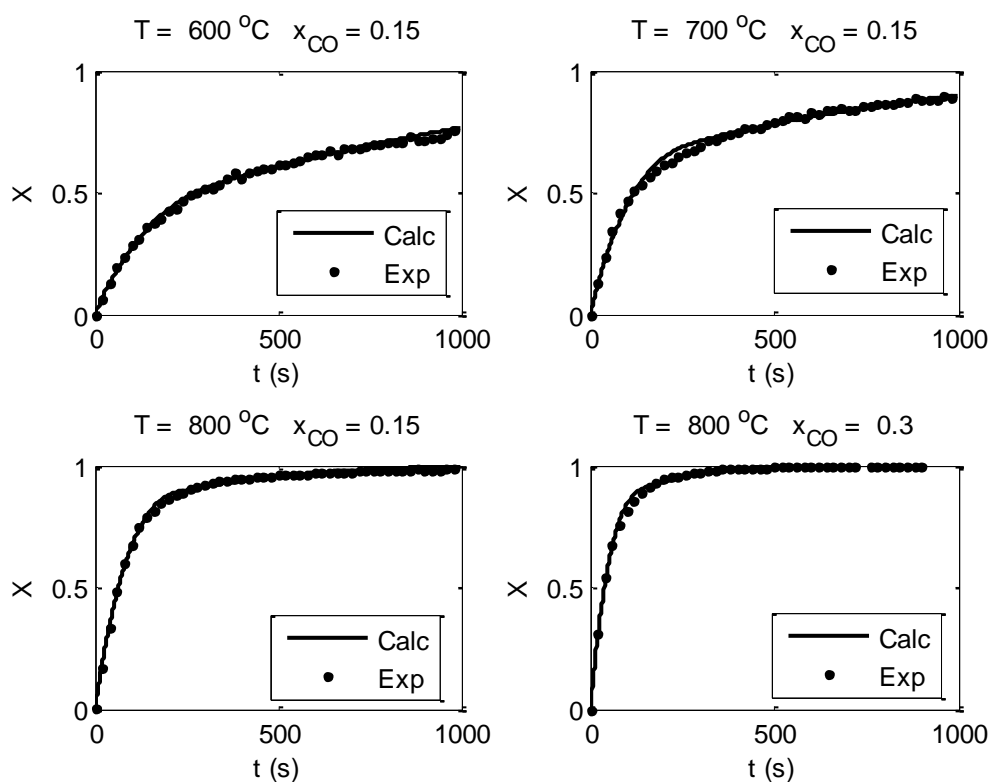 T = 600 °C x_CO = 0.15
1
0.5
0
X
Calc
Exp
0 500 1000
t (s)
T = 700 °C x_CO = 0.15
1
0.5
0
X
Calc
Exp
0 500 1000
t (s)
T = 800 °C x_CO = 0.15
1
0.5
0
X
Calc
Exp
0 500 1000
t (s)
T = 800 °C x_CO = 0.3
1
0.5
0
X
Calc
Exp
0 500 1000
t (s)